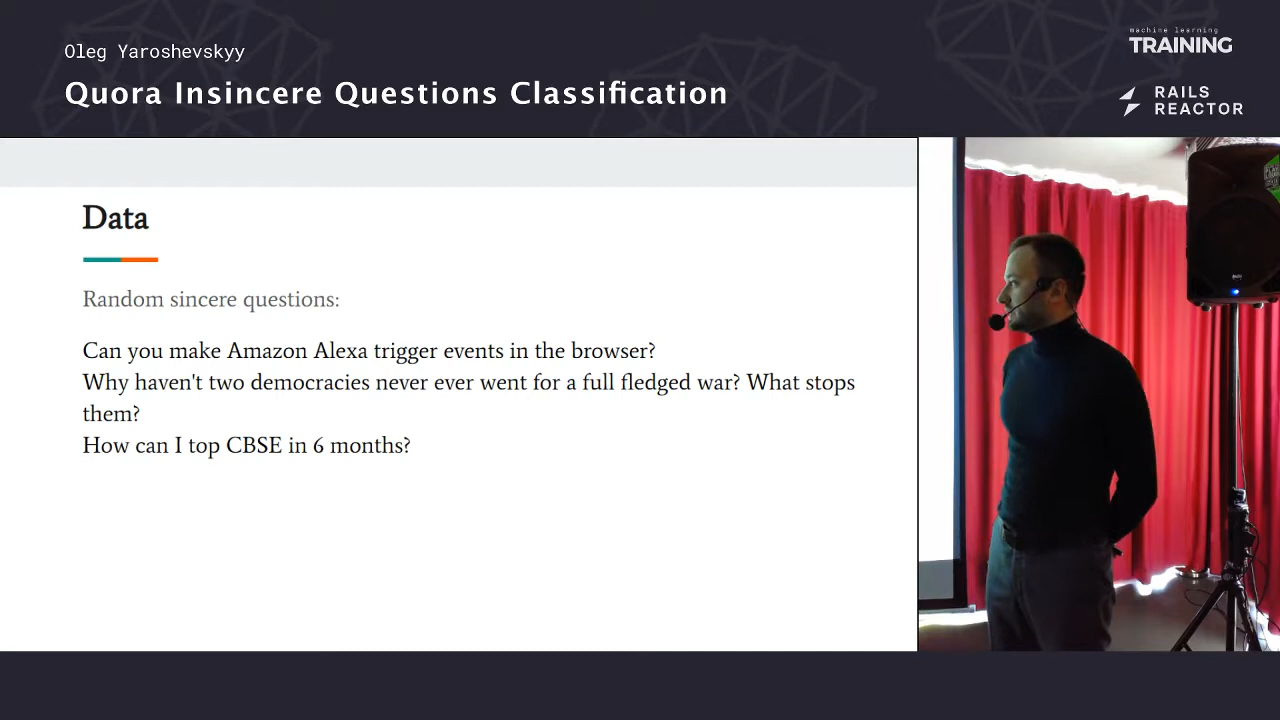 Oleg Yaroshevskyy
Quora Insincere Questions Classification
machine learning
TRAINING
RAILS
REACTOR
Data
Random sincere questions:
Can you make Amazon Alexa trigger events in the browser?
Why haven't two democracies never ever went for a full fledged war? What stops
them?
How can I top CBSE in 6 months?